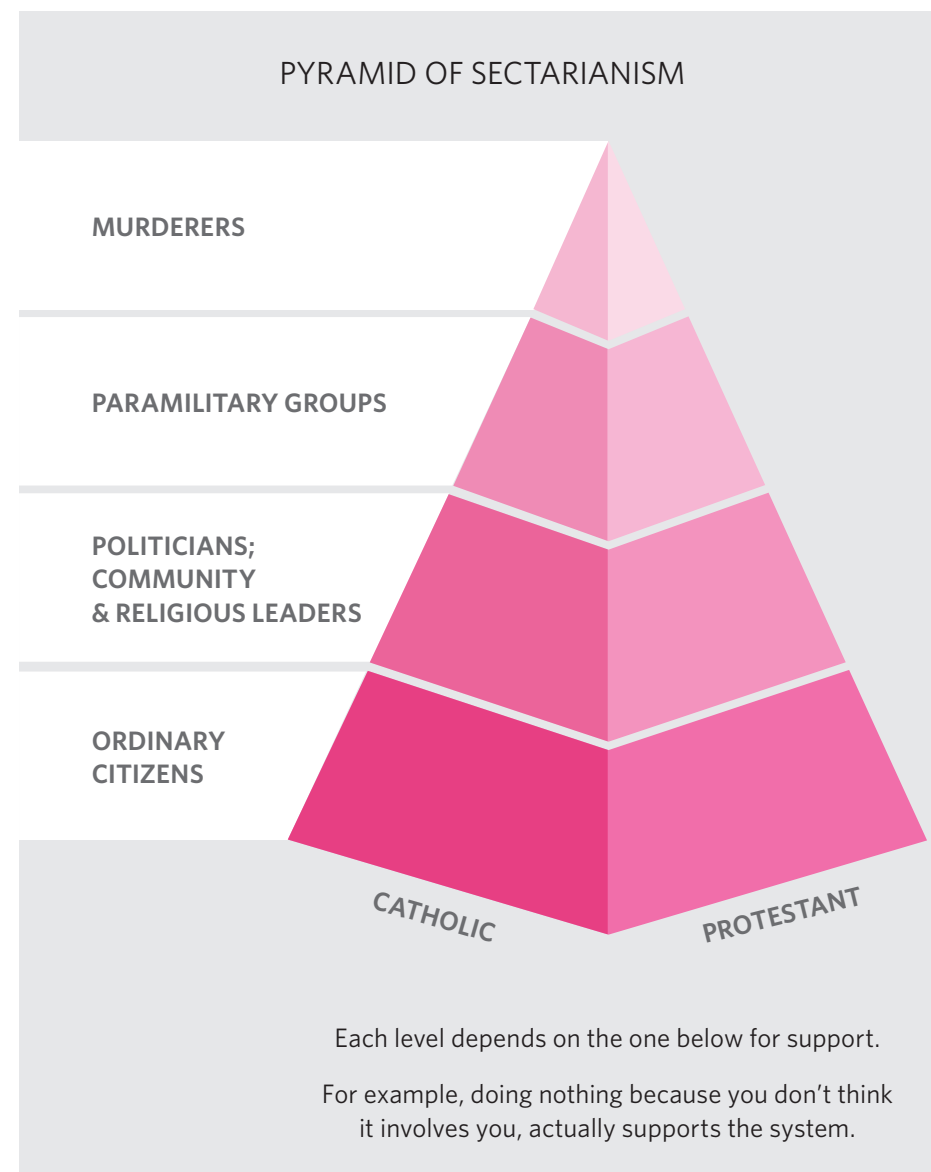 PYRAMID OF SECTARIANISM
MURDERERS
PARAMILITARY GROUPS
POLITICIANS;
COMMUNITY
& RELIGIOUS LEADERS
ORDINARY
CITIZENS
CATHOLIC
PROTESTANT
Each level depends on the one below for support.
For example, doing nothing because you don’t think
it involves you, actually supports the system.